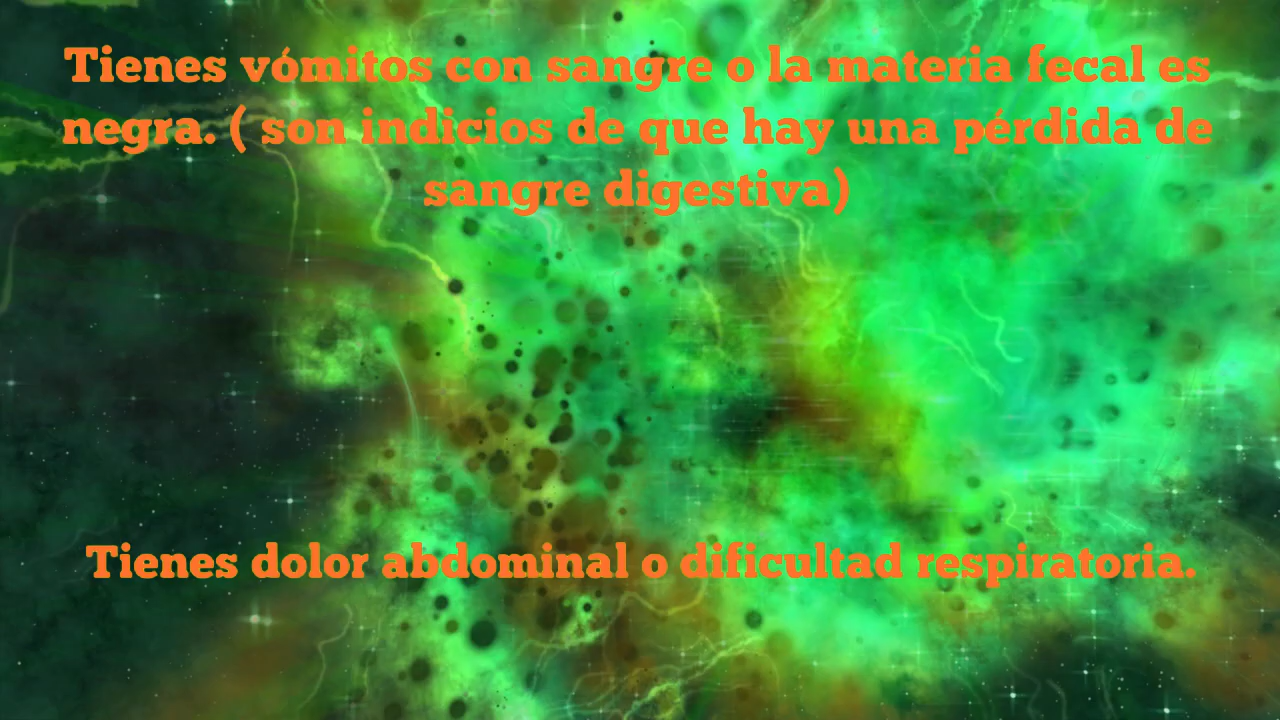 Tienes vómitos con sangre o la materia fecal es
negra. ( son indicios de que hay una pérdida de
sangre digestiva)
Tienes dolor abdominal o dificultad respiratoria.